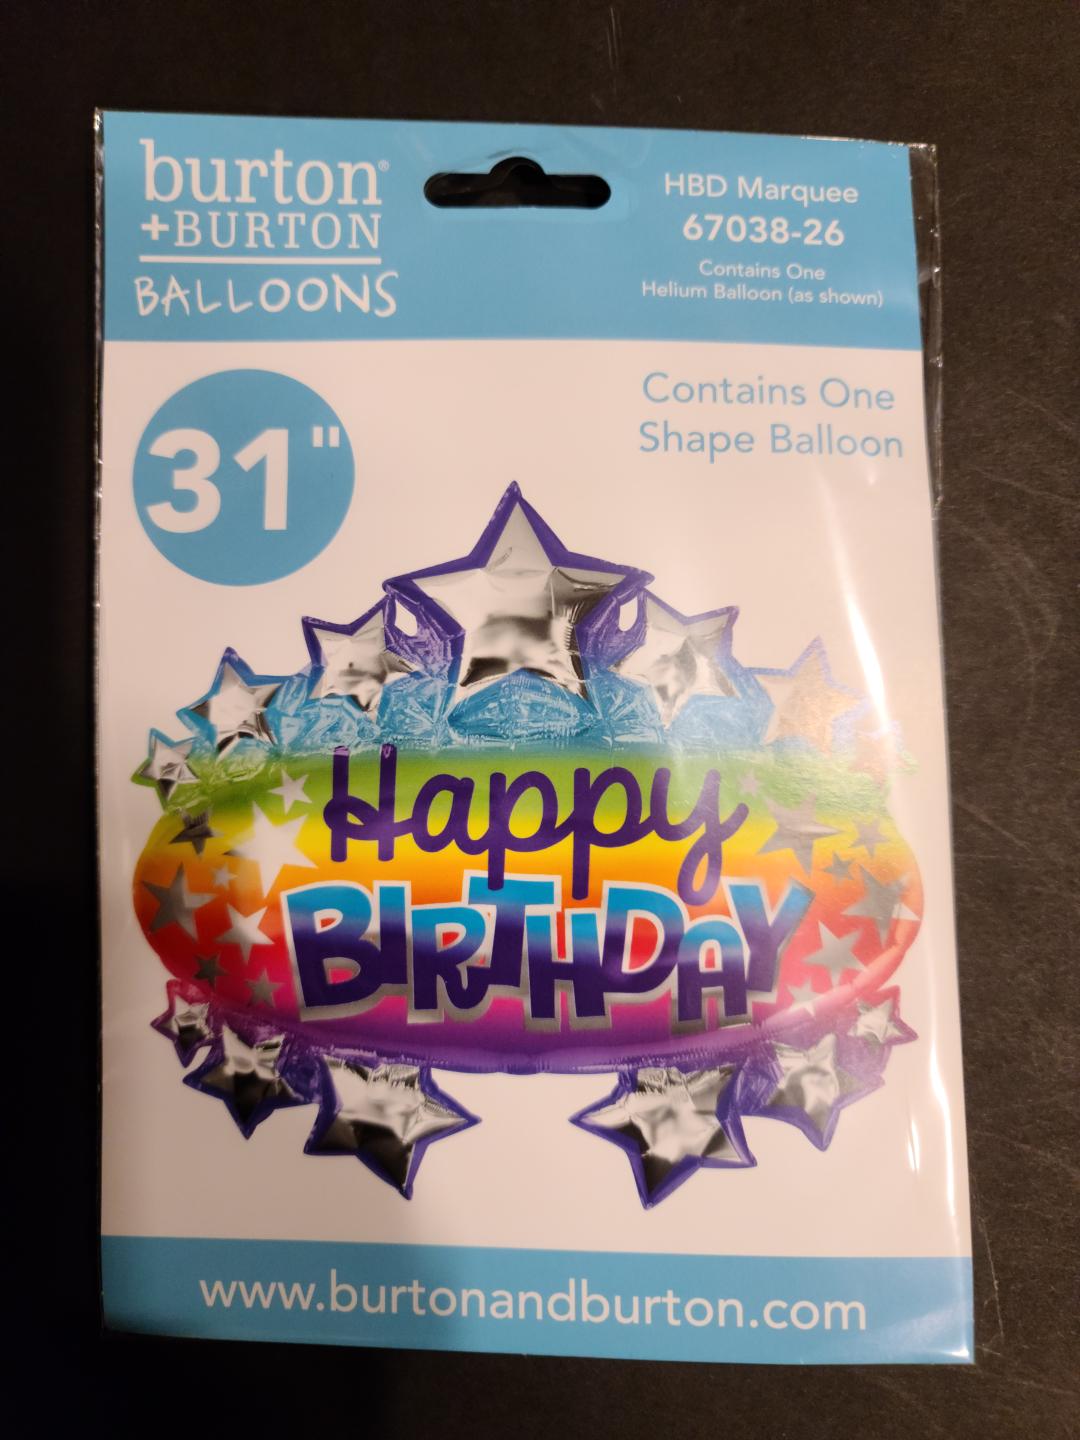 burton®
+BURTON
BALLOONS
HBD Marquee
67038-26
Contains One
Helium Balloon (as shown)
31"
Contains One
Shape Balloon
Happy
BIRTHDAY
www.burtonandburton.com